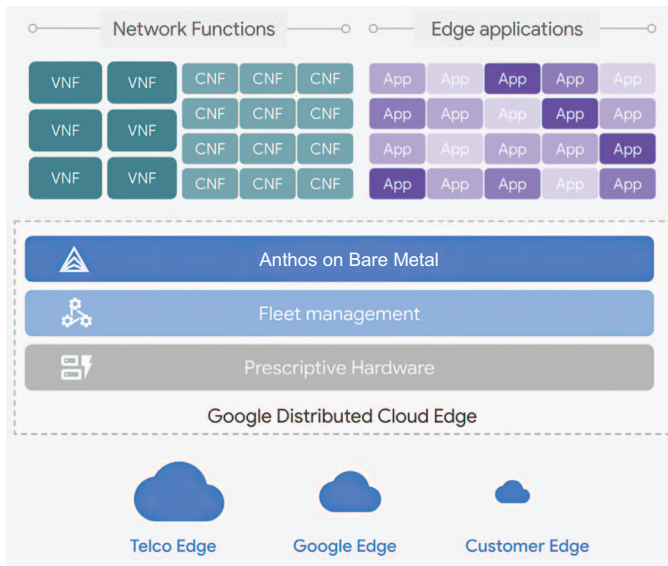 Network Functions
Edge applications
VNF VNF CNF CNF CNF App App App App App
VNF VNF CNF CNF CNF App App App App App
CNF CNF CNF App App App App App
VNF VNF CNF CNF CNF App App App App App
Anthos on Bare Metal
Fleet management
Prescriptive Hardware
Google Distributed Cloud Edge
Telco Edge Google Edge Customer Edge